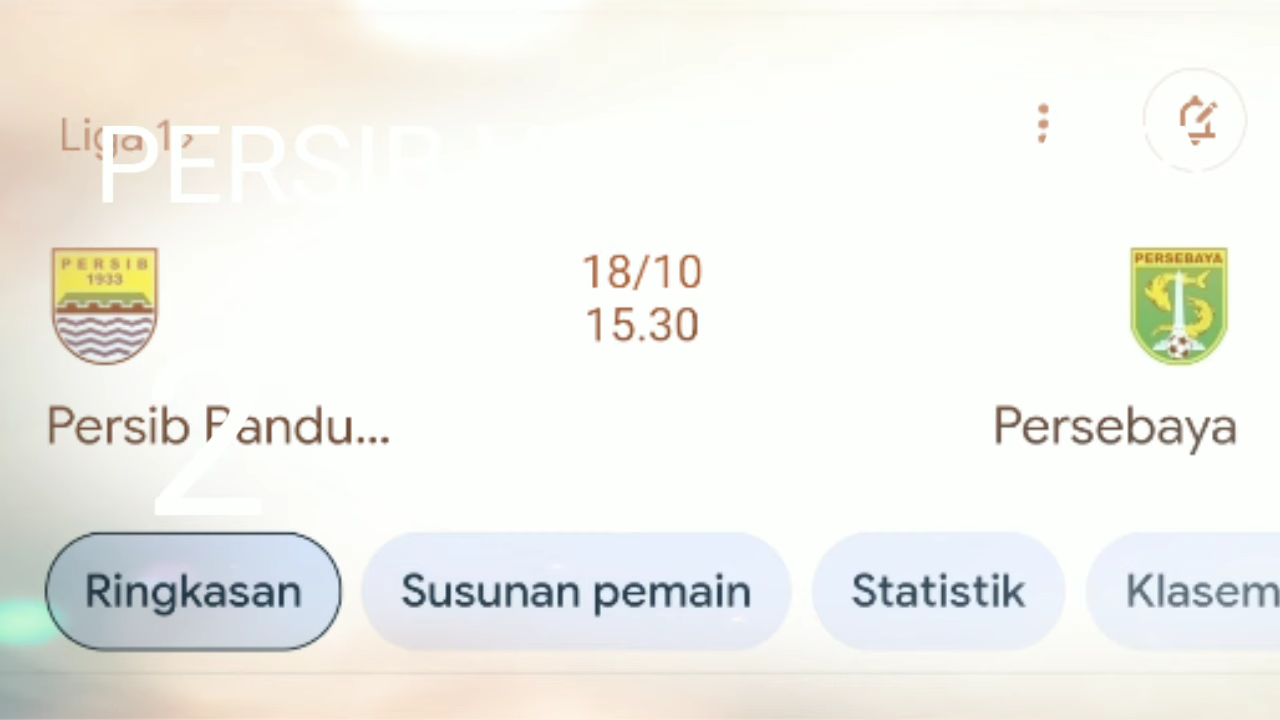 Liga 1 >
PERSIB
PERSIB
1933
18/10
15.30
PERSEBAYA
Persib Bandu...
Persebaya
2
Ringkasan
Susunan pemain
Statistik
Klasem